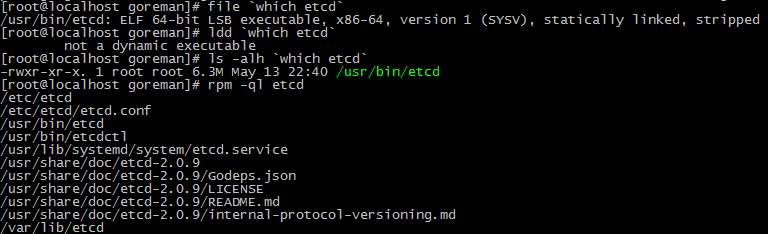 [root@localhost goreman]# file `which etcd`
/usr/bin/etcd: ELF 64-bit LSB executable, x86-64, version 1 (SYSV), statically linked, stripped
[root@localhost goreman]# ldd `which etcd`
        not a dynamic executable
[root@localhost goreman]# ls -alh `which etcd`
-rwxr-xr-x. 1 root root 6.3M May 13 22:40 /usr/bin/etcd
[root@localhost goreman]# rpm -ql etcd
/etc/etcd
/etc/etcd/etcd.conf
/usr/bin/etcd
/usr/bin/etcdctl
/usr/lib/systemd/system/etcd.service
/usr/share/doc/etcd-2.0.9
/usr/share/doc/etcd-2.0.9/Godeps.json
/usr/share/doc/etcd-2.0.9/LICENSE
/usr/share/doc/etcd-2.0.9/README.md
/usr/share/doc/etcd-2.0.9/internal-protocol-versioning.md
/var/lib/etcd